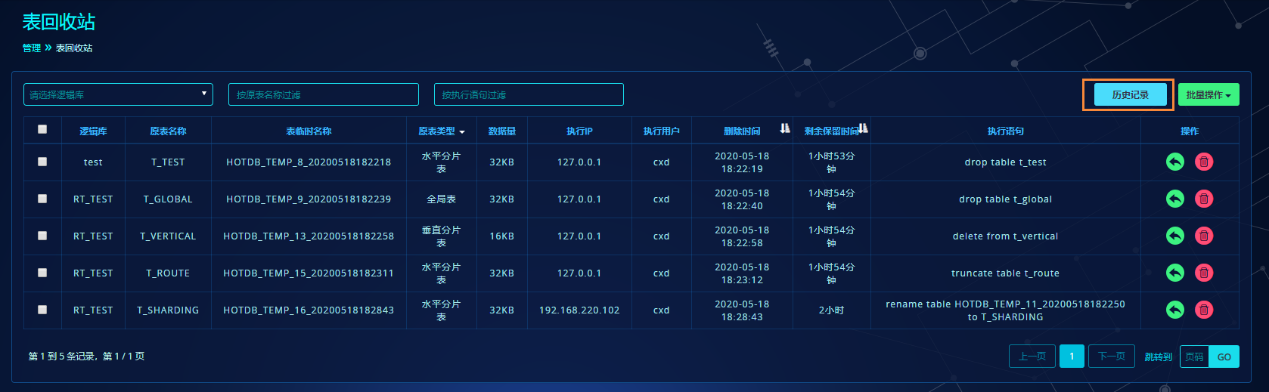 表回收站
管理 » 表回收站
请选择逻辑库 按原表名称过滤 按执行语句过滤 历史记录 批量操作
逻辑库 原表名称 表临时名称 原表类型 数据量 执行IP 执行用户 删除时间 剩余保留时间 执行语句 操作
test T_TEST HOTDB_TEMP_8_20200518182218 水平分片表 32KB 127.0.0.1 cxd 2020-05-18 18:22:19 1小时53分钟 drop table t_test
RT_TEST T_GLOBAL HOTDB_TEMP_9_20200518182239 全局表 32KB 127.0.0.1 cxd 2020-05-18 18:22:40 1小时54分钟 drop table t_global
RT_TEST T_VERTICAL HOTDB_TEMP_13_20200518182258 垂直分片表 16KB 127.0.0.1 cxd 2020-05-18 18:22:58 1小时54分钟 delete from t_vertical
RT_TEST T_ROUTE HOTDB_TEMP_15_20200518182311 水平分片表 32KB 127.0.0.1 cxd 2020-05-18 18:23:12 1小时54分钟 truncate table t_route
RT_TEST T_SHARDING HOTDB_TEMP_16_20200518182843 水平分片表 32KB 192.168.220.102 cxd 2020-05-18 18:28:43 2小时 rename table HOTDB_TEMP_11_20200518182250 to T_SHARDING
第 1 到 5 条记录，第 1 / 1 页 上一页 1 下一页 跳转到 页码 GO